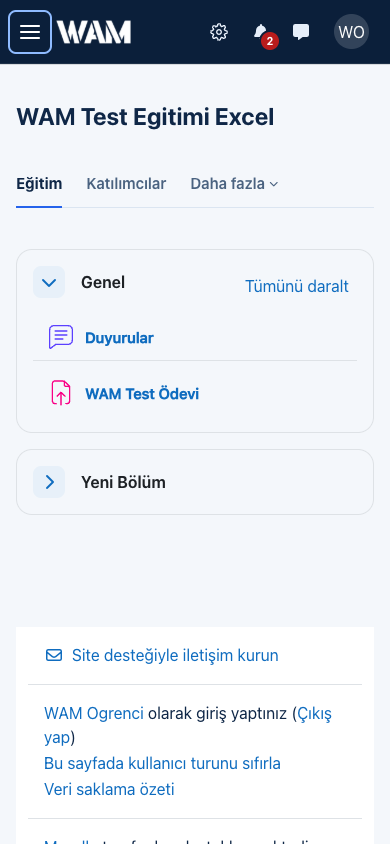 WAM
2
WO
WAM Test Egitimi Excel
Eğitim Katılımcılar Daha fazla
Genel
Tümünü daralt
Duyurular
WAM Test Ödevi
Yeni Bölüm
Site desteğiyle iletişim kurun
WAM Ogrenci olarak giriş yaptınız (Çıkış
yap)
Bu sayfada kullanıcı turunu sıfırla
Veri saklama özeti